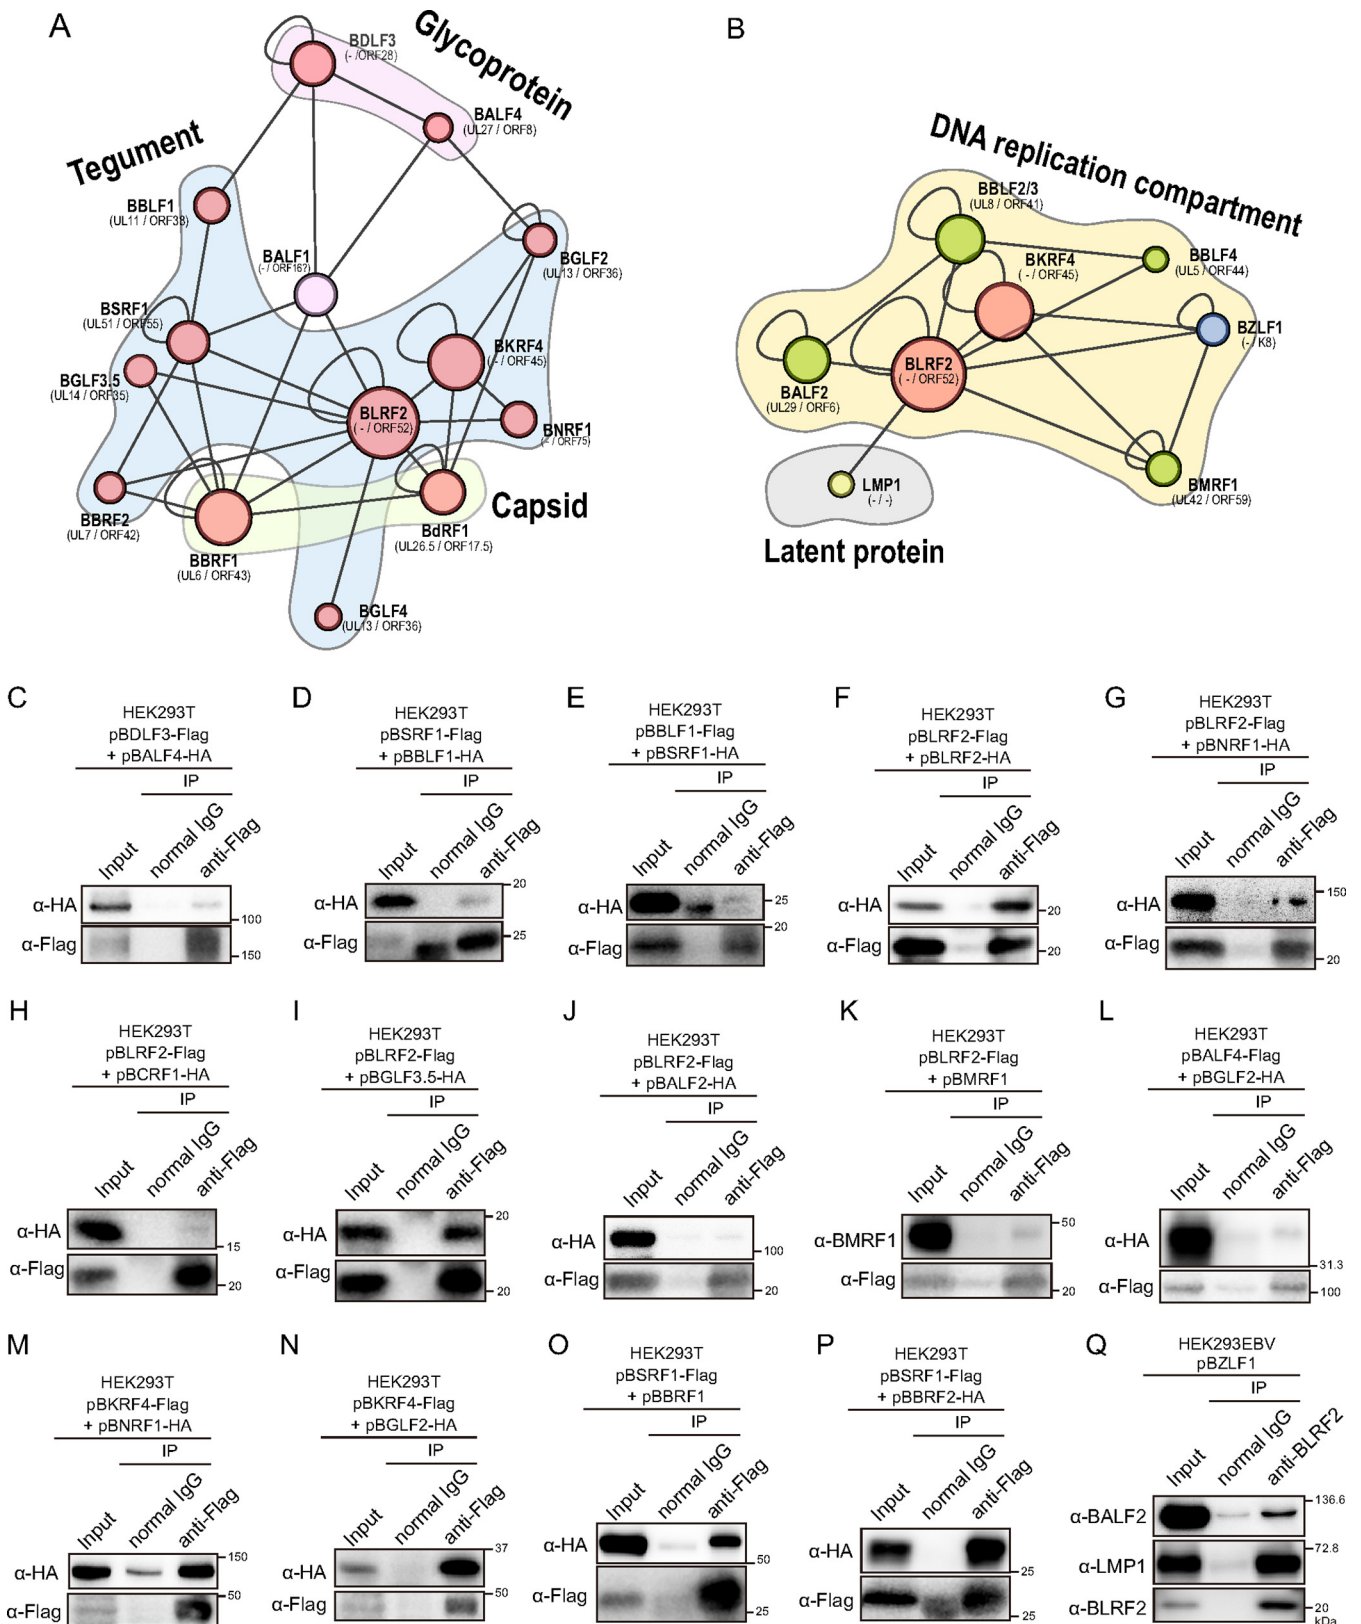 A
Glycoprotein
BDLF3
(- /ORF28)
BALF4
(UL27 / ORF8)
Tegument
BBLF1
(UL11 / ORF38)
BALF1
(- / ORF16?)
BGLF2
(UL13 / ORF36)
BSRF1
(UL51 / ORF55)
BKRF4
(- / ORF45)
BGLF3.5
(UL14 / ORF35)
BLRF2
(- / ORF52)
BNRF1
(- / ORF75)
BBRF2
(UL7 / ORF42)
BBRF1
(UL6 / ORF43)
BdRF1
(UL26.5 / ORF17.5)
Capsid
BGLF4
(UL13 / ORF36)
B
DNA replication compartment
BBLF2/3
(UL8 / ORF41)
BKRF4
(- / ORF45)
BBLF4
(UL5 / ORF44)
BZLF1
(- / K8)
BLRF2
(- / ORF52)
BALF2
(UL29 / ORF6)
LMP1
(- / -)
BMRF1
(UL42 / ORF59)
Latent protein
C
HEK293T
pBDLF3-Flag
+ pBALF4-HA
IP
Input
normal IgG
anti-Flag
α-HA
100
α-Flag
150
D
HEK293T
pBSRF1-Flag
+ pBBLF1-HA
IP
Input
normal IgG
anti-Flag
20
α-HA
25
α-Flag
E
HEK293T
pBBLF1-Flag
+ pBSRF1-HA
IP
Input
normal IgG
anti-Flag
α-HA
25
20
α-Flag
F
HEK293T
pBLRF2-Flag
+ pBLRF2-HA
IP
Input
normal IgG
anti-Flag
α-HA
20
α-Flag
20
G
HEK293T
pBLRF2-Flag
+ pBNRF1-HA
IP
Input
normal IgG
anti-Flag
150
α-HA
α-Flag
20
H
HEK293T
pBLRF2-Flag
+ pBCRF1-HA
IP
Input
normal IgG
anti-Flag
α-HA
15
α-Flag
20
I
HEK293T
pBLRF2-Flag
+ pBGLF3.5-HA
IP
Input
normal IgG
anti-Flag
20
α-HA
α-Flag
20
J
HEK293T
pBLRF2-Flag
+ pBALF2-HA
IP
Input
normal IgG
anti-Flag
α-HA
100
α-Flag
20
K
HEK293T
pBLRF2-Flag
+ pBMRF1
IP
Input
normal IgG
anti-Flag
50
α-BMRF1
α-Flag
20
L
HEK293T
pBALF4-Flag
+ pBGLF2-HA
IP
Input
normal IgG
anti-Flag
α-HA
31.3
α-Flag
100
M
HEK293T
pBKRF4-Flag
+ pBNRF1-HA
IP
Input
normal IgG
anti-Flag
150
α-HA
50
α-Flag
N
HEK293T
pBKRF4-Flag
+ pBGLF2-HA
IP
Input
normal IgG
anti-Flag
37
α-HA
50
α-Flag
O
HEK293T
pBSRF1-Flag
+ pBBRF1
IP
Input
normal IgG
anti-Flag
α-HA
50
α-Flag
25
P
HEK293T
pBSRF1-Flag
+ pBBRF2-HA
IP
Input
normal IgG
anti-Flag
α-HA
25
α-Flag
25
Q
HEK293EBV
pBZLF1
IP
Input
normal IgG
anti-BLRF2
136.6
α-BALF2
72.8
α-LMP1
α-BLRF2
20
kDa